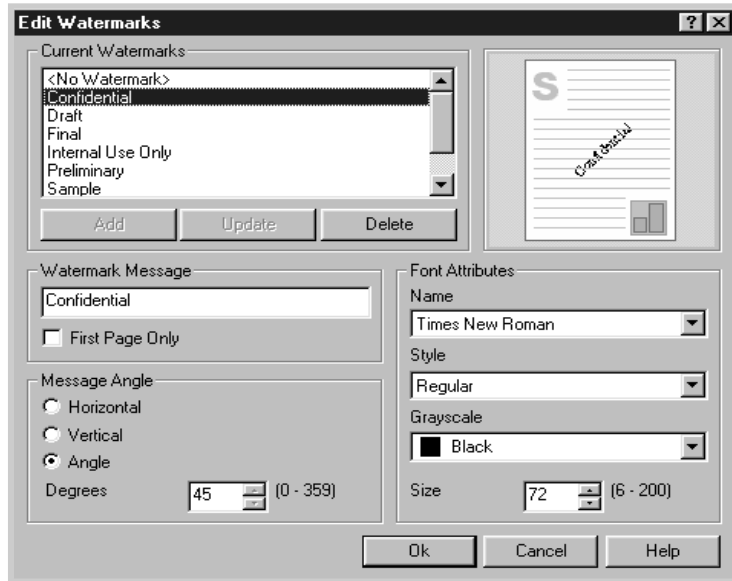 Edit Watermarks
Current Watermarks
<No Watermark>
Confidential
Draft
Final
Internal Use Only
Preliminary
Sample
Add Update Delete
S
Confidential
Watermark Message
Confidential
First Page Only
Message Angle
Horizontal
Vertical
Angle
Degrees 45 (0 - 359)
Font Attributes
Name
Times New Roman
Style
Regular
Grayscale
Black
Size 72 (6 - 200)
Ok Cancel Help